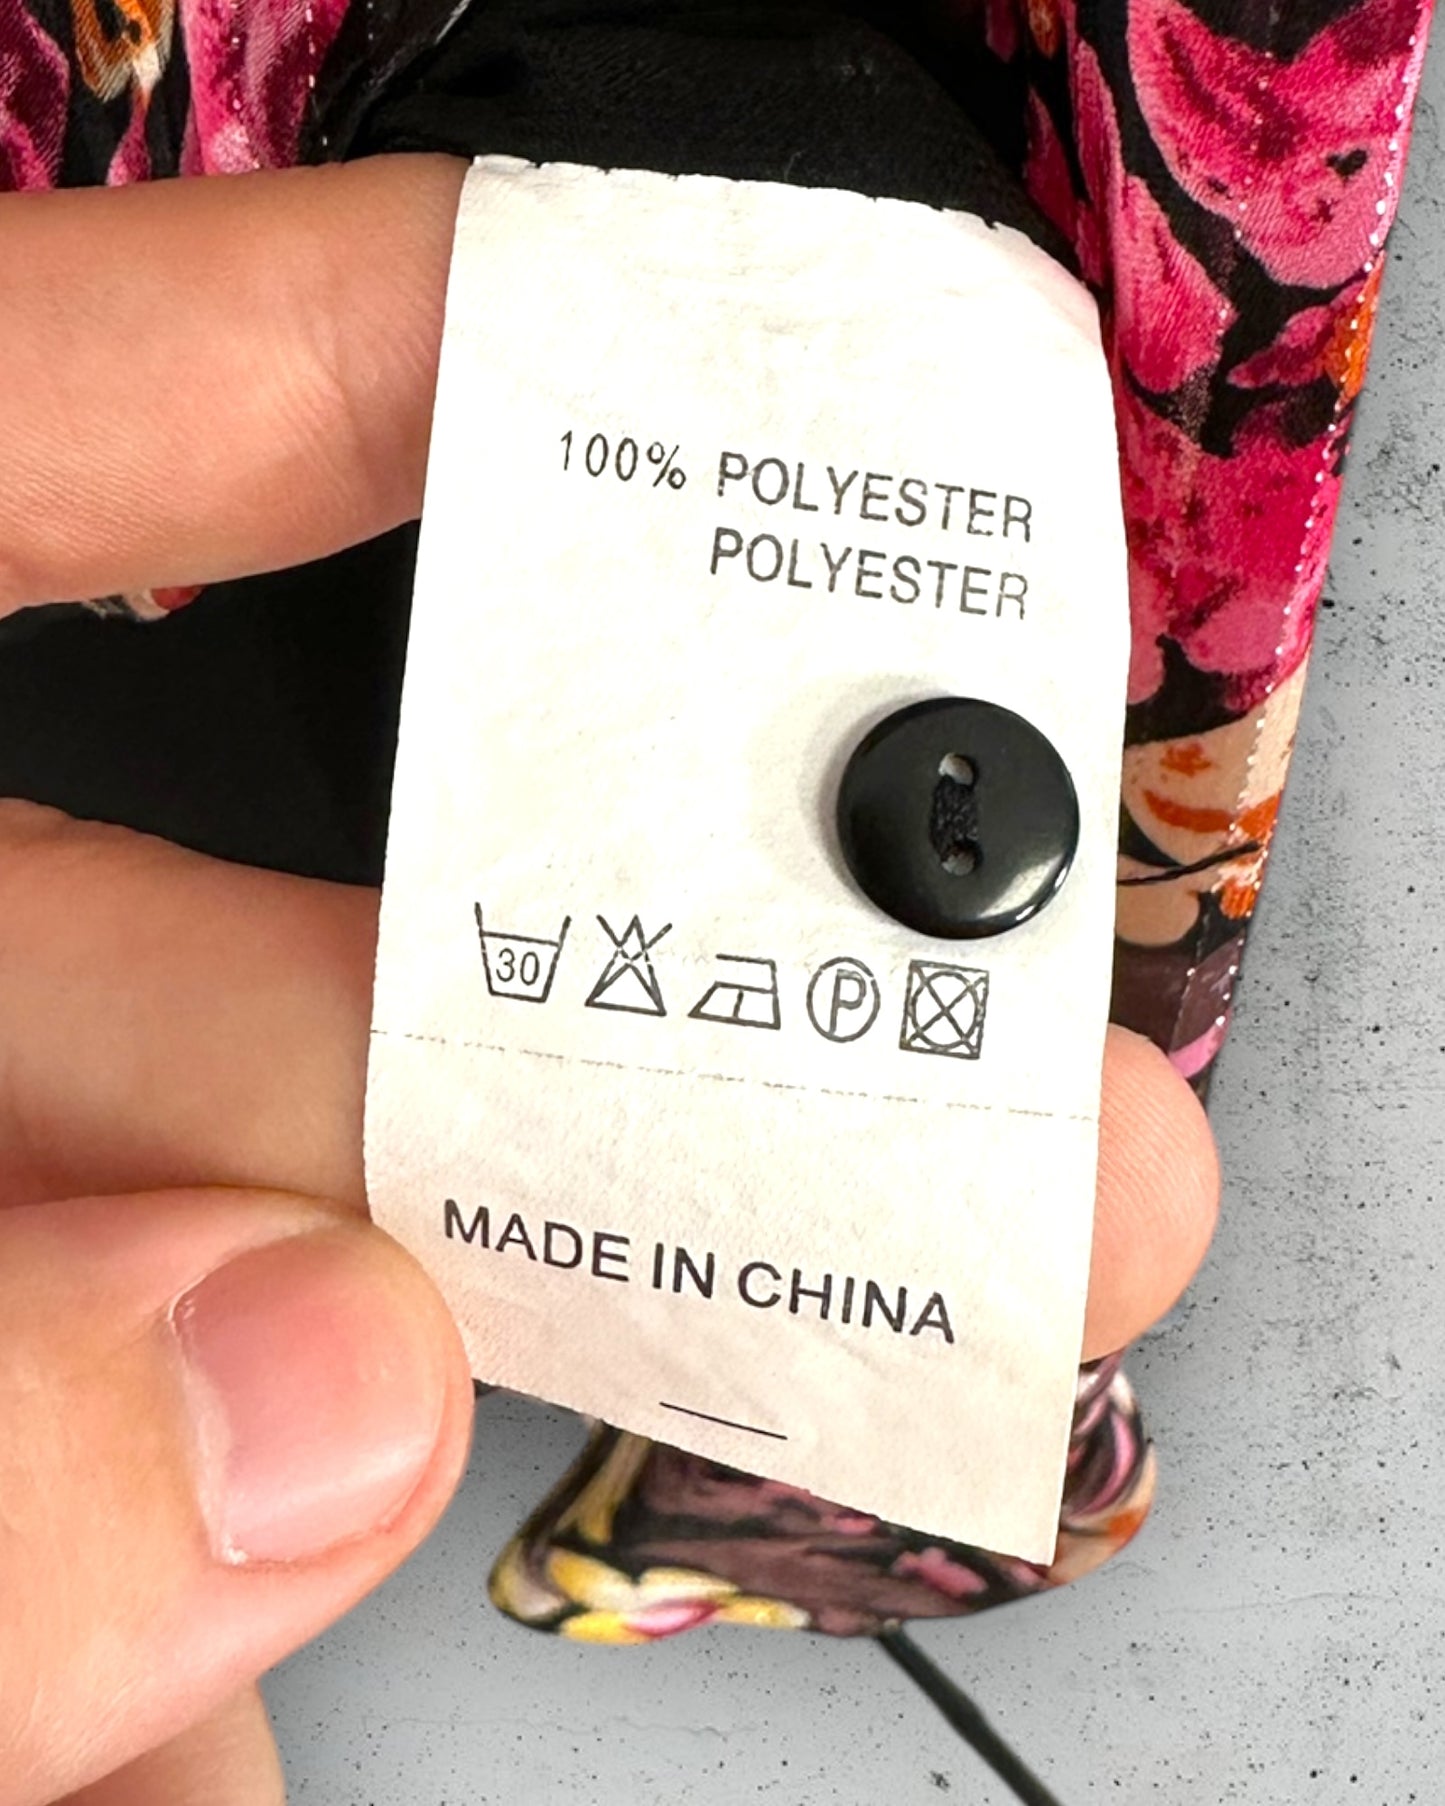 100% POLYESTER
POLYESTER
30 P
MADE IN CHINA